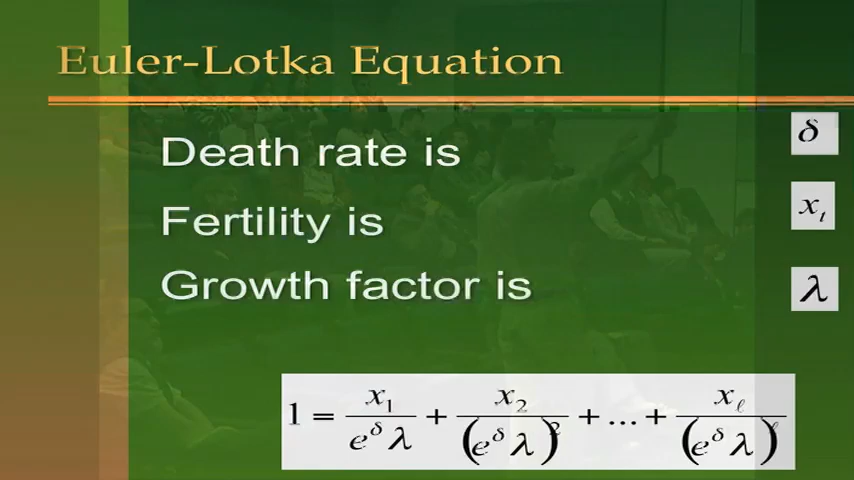 Euler-Lotka Equation
Death rate is δ
Fertility is x_t
Growth factor is λ
1 = x_1/(e^δ λ) + x_2/(e^δ λ)^2 + ... + x_ℓ/(e^δ λ)^ℓ